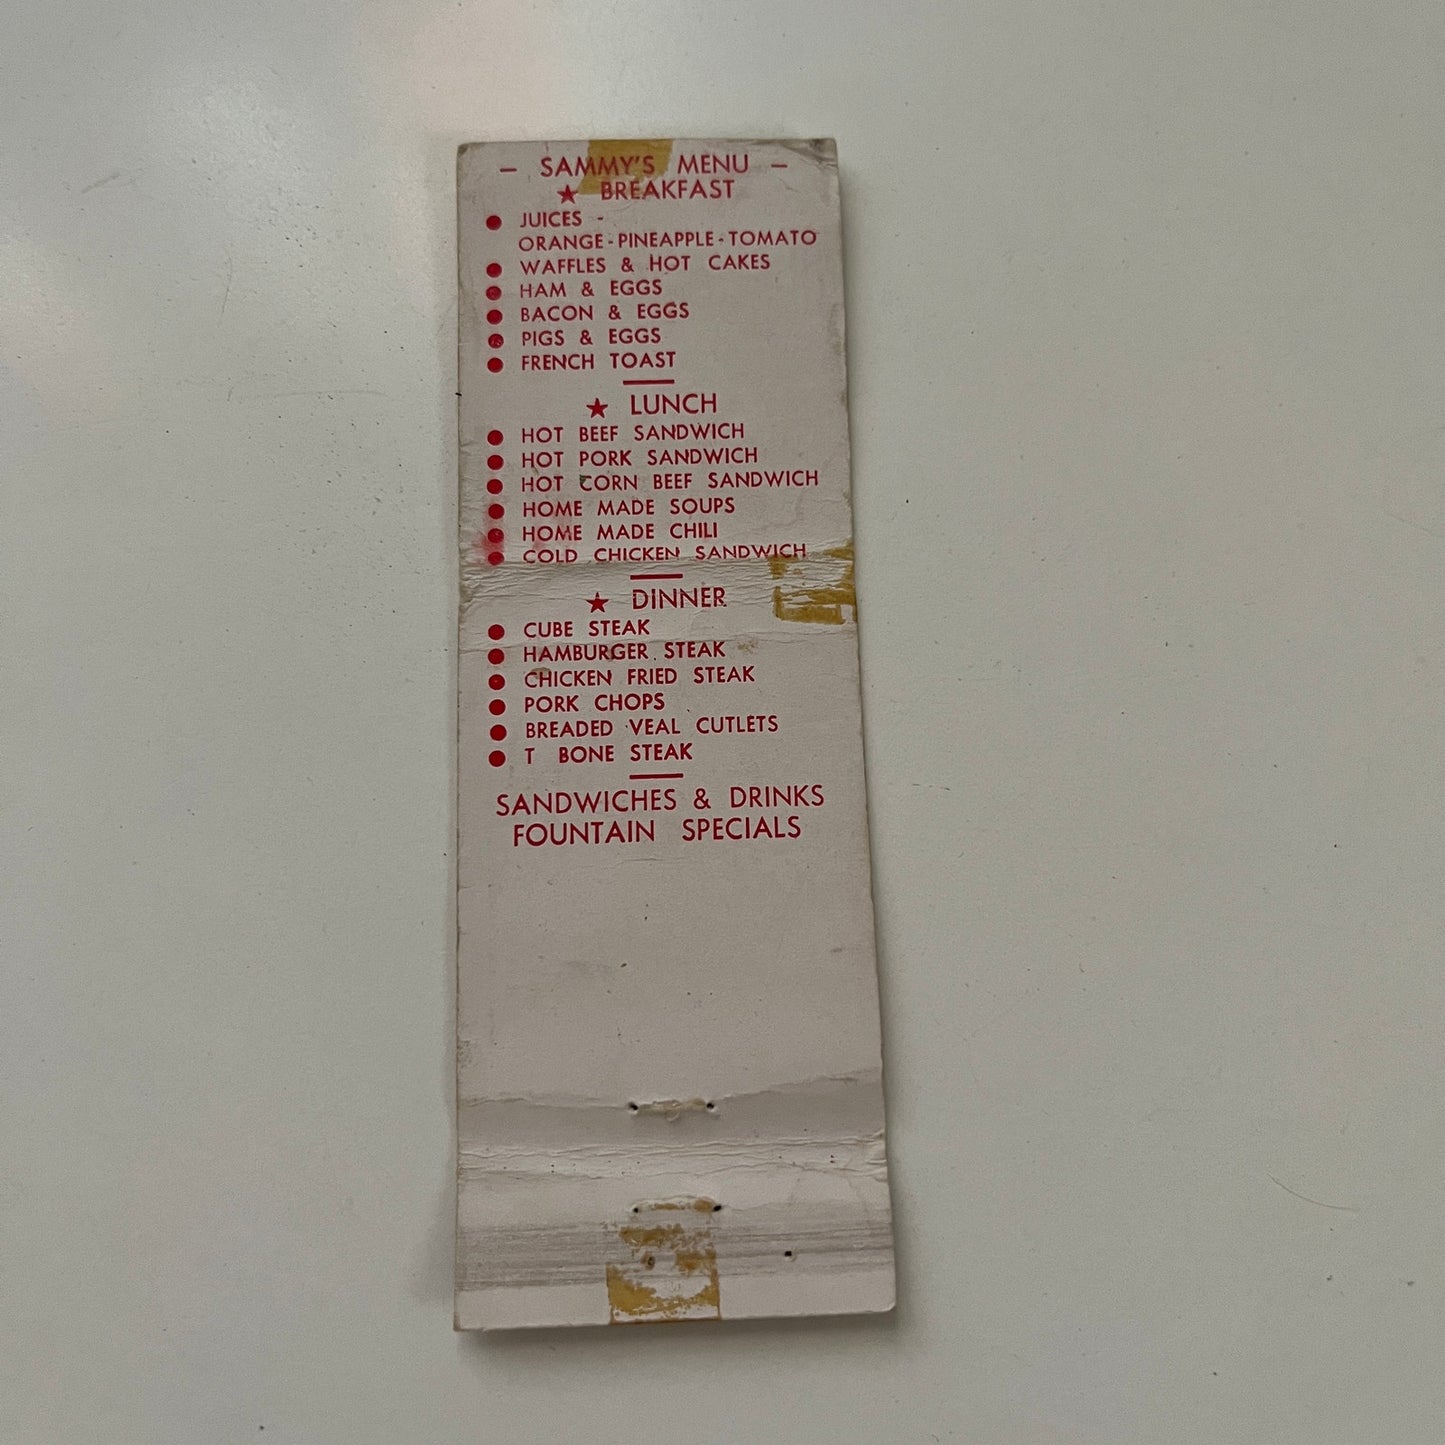 – SAMMY'S MENU –
★ BREAKFAST
● JUICES -
ORANGE-PINEAPPLE-TOMATO
● WAFFLES & HOT CAKES
● HAM & EGGS
● BACON & EGGS
● PIGS & EGGS
● FRENCH TOAST
★ LUNCH
● HOT BEEF SANDWICH
● HOT PORK SANDWICH
● HOT CORN BEEF SANDWICH
● HOME MADE SOUPS
● HOME MADE CHILI
● COLD CHICKEN SANDWICH
★ DINNER
● CUBE STEAK
● HAMBURGER STEAK
● CHICKEN FRIED STEAK
● PORK CHOPS
● BREADED VEAL CUTLETS
● T BONE STEAK
SANDWICHES & DRINKS
FOUNTAIN SPECIALS